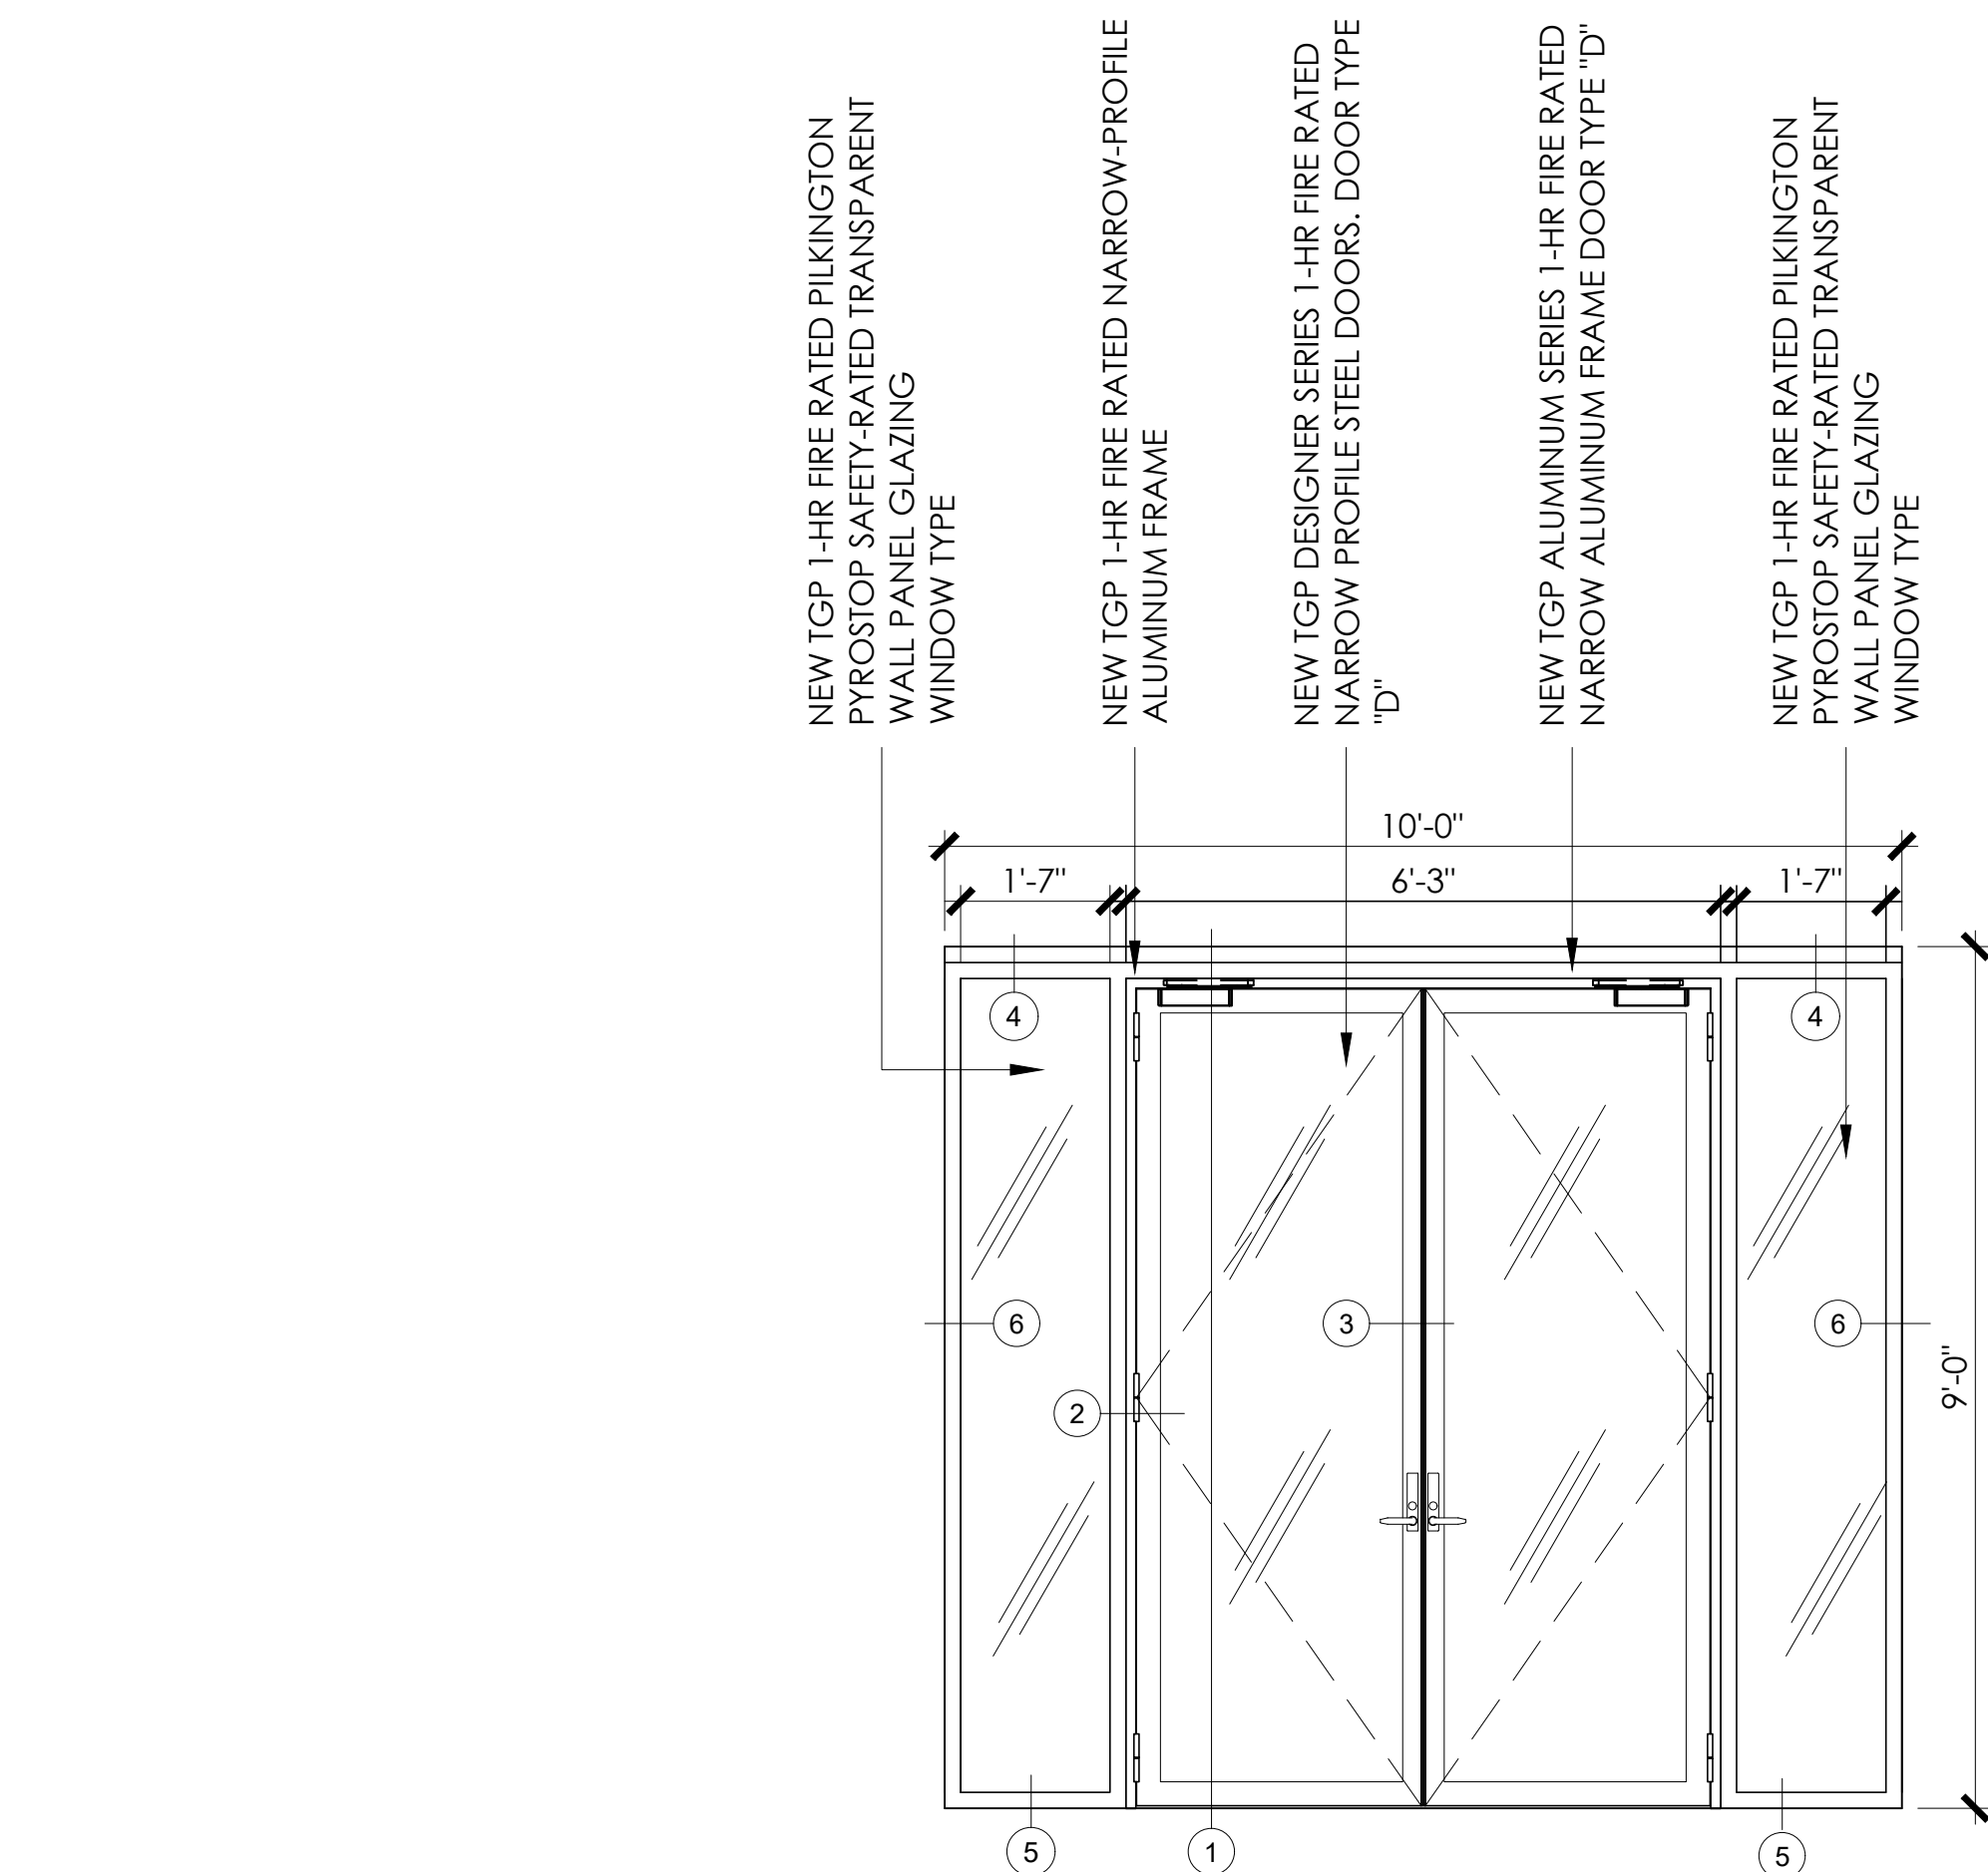 NEW TGP 1-HR FIRE RATED PILKINGTON
PYROSTOP SAFETY-RATED TRANSPARENT
WALL PANEL GLAZING
WINDOW TYPE
NEW TGP 1-HR FIRE RATED NARROW-PROFILE
ALUMINUM FRAME
NEW TGP DESIGNER SERIES 1-HR FIRE RATED
NARROW PROFILE STEEL DOORS. DOOR TYPE
"D"
NEW TGP ALUMINUM SERIES 1-HR FIRE RATED
NARROW ALUMINUM FRAME DOOR TYPE "D"
NEW TGP 1-HR FIRE RATED PILKINGTON
PYROSTOP SAFETY-RATED TRANSPARENT
WALL PANEL GLAZING
WINDOW TYPE
10'-0"
1'-7"
6'-3"
1'-7"
4
4
6
3
6
2
9'-0"
5
1
5